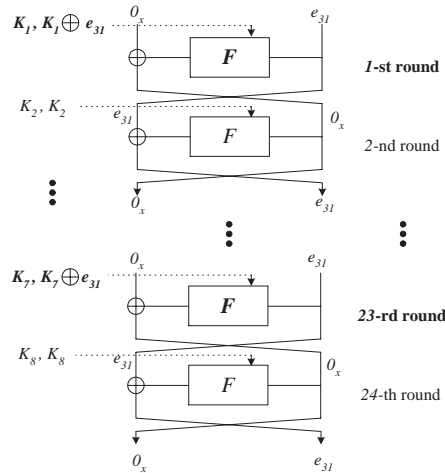 0ₓ e₃₁
K₁, K₁ ⊕ e₃₁
F
1-st round
K₂, K₂ e₃₁ 0ₓ
F
2-nd round
0ₓ e₃₁
0ₓ e₃₁
K₇, K₇ ⊕ e₃₁
F
23-rd round
K₈, K₈ e₃₁ 0ₓ
F
24-th round
0ₓ e₃₁